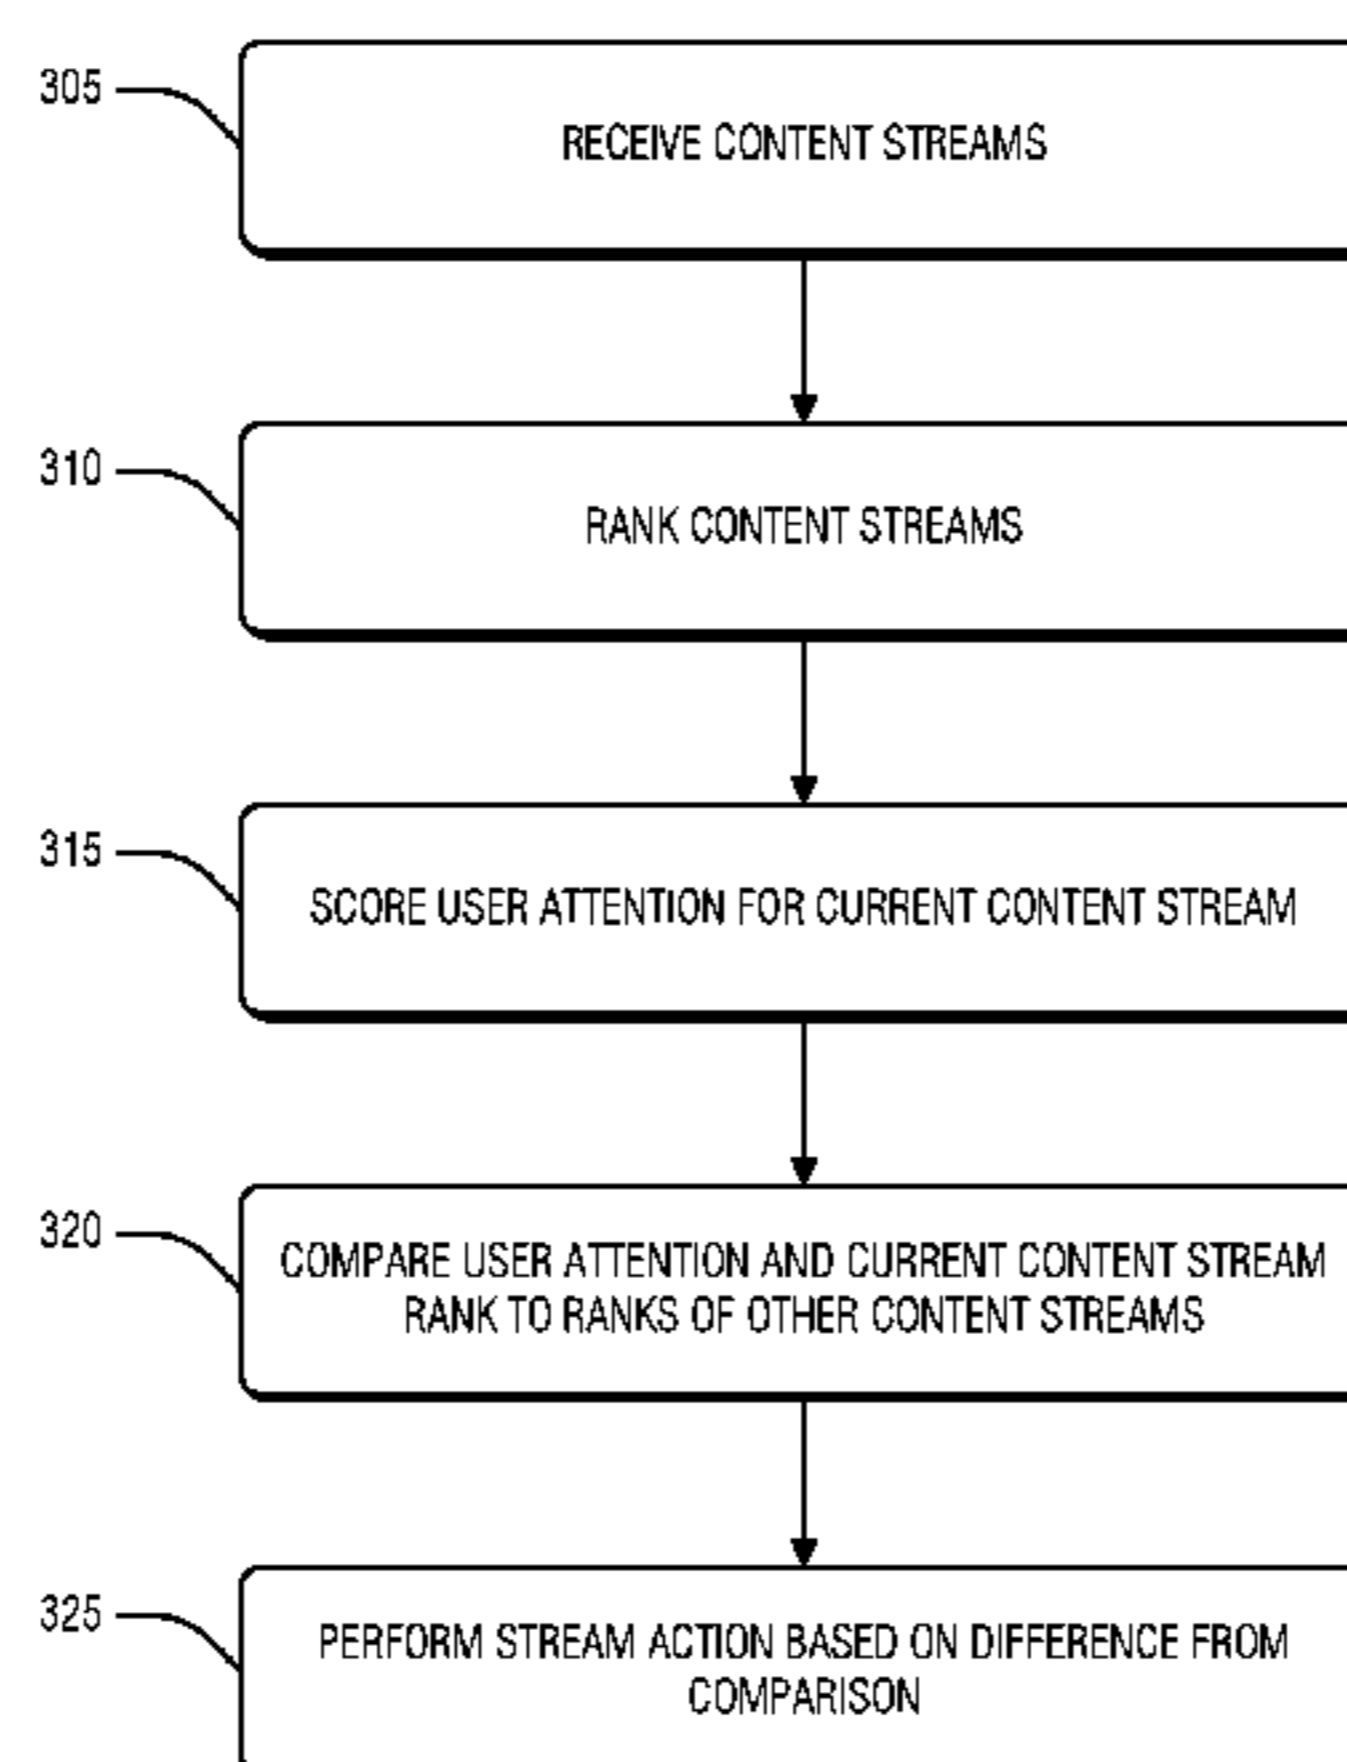 305
RECEIVE CONTENT STREAMS
310
RANK CONTENT STREAMS
315
SCORE USER ATTENTION FOR CURRENT CONTENT STREAM
320
COMPARE USER ATTENTION AND CURRENT CONTENT STREAM
RANK TO RANKS OF OTHER CONTENT STREAMS
325
PERFORM STREAM ACTION BASED ON DIFFERENCE FROM
COMPARISON